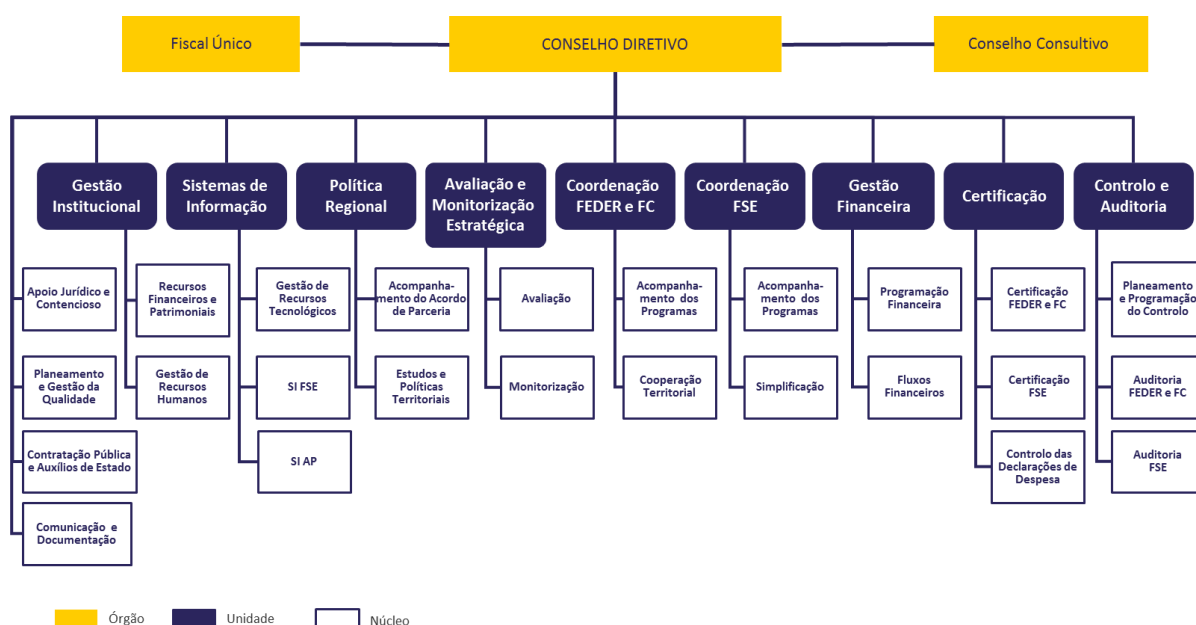 Fiscal Único
CONSELHO DIRETIVO
Conselho Consultivo
Gestão
Institucional
Sistemas de
Informação
Política
Regional
Avaliação e
Monitorização
Estratégica
Coordenação
FEDER e FC
Coordenação
FSE
Gestão
Financeira
Certificação
Controlo e
Auditoria
Apoio Jurídico e
Contencioso
Recursos
Financeiros e
Patrimoniais
Gestão de
Recursos
Tecnológicos
Acompanha-
mento do Acordo
de Parceria
Avaliação
Acompanha-
mento dos
Programas
Acompanha-
mento dos
Programas
Programação
Financeira
Certificação
FEDER e FC
Planeamento
e Programação
do Controlo
Planeamento
e Gestão da
Qualidade
Gestão de
Recursos
Humanos
SI FSE
Estudos e
Políticas
Territoriais
Monitorização
Cooperação
Territorial
Simplificação
Fluxos
Financeiros
Certificação
FSE
Auditoria
FEDER e FC
Contratação Pública
e Auxílios de Estado
SI AP
Controlo das
Declarações de
Despesa
Auditoria
FSE
Comunicação e
Documentação
Órgão
Unidade
Núcleo